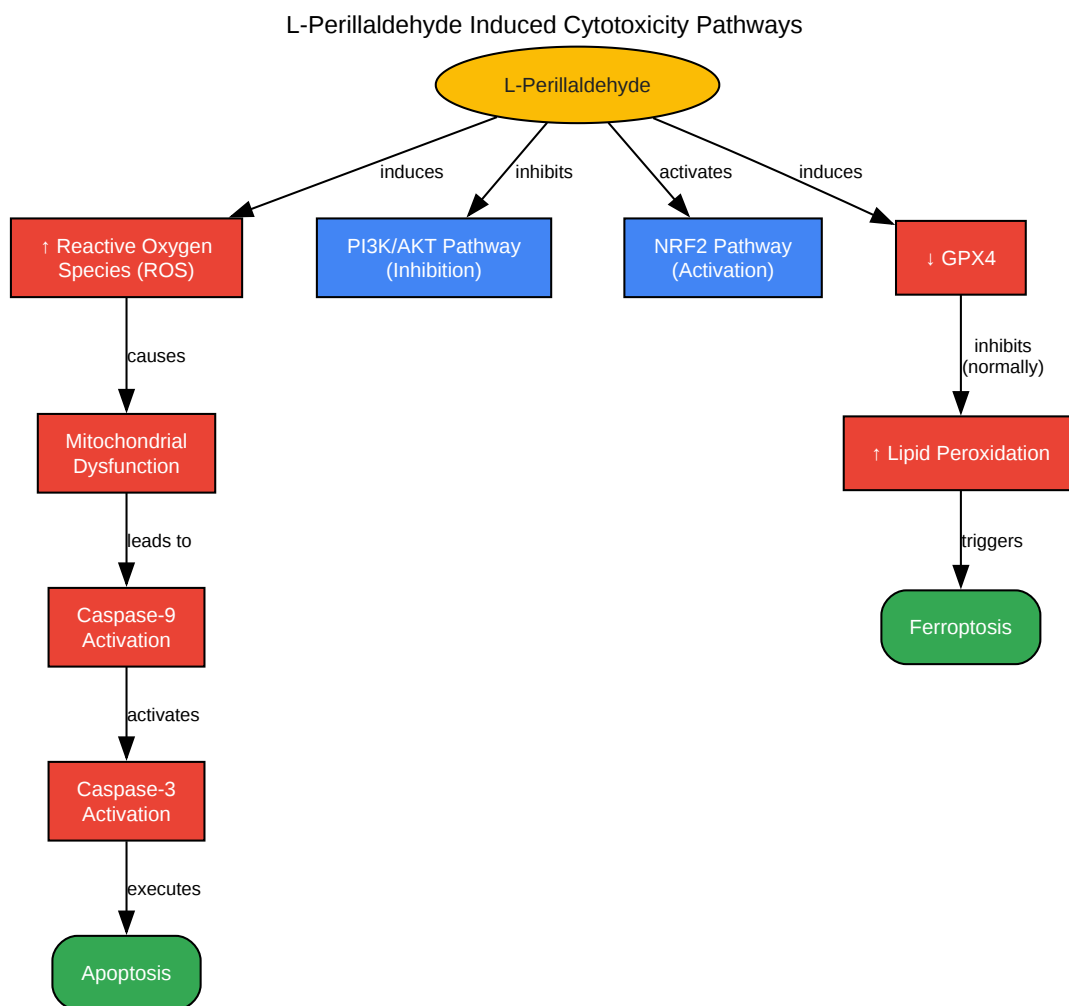 L-Perillaldehyde Induced Cytotoxicity Pathways
L-Perillaldehyde
induces
inhibits
activates
induces
↑ Reactive Oxygen
Species (ROS)
PI3K/AKT Pathway
(Inhibition)
NRF2 Pathway
(Activation)
↓ GPX4
causes
inhibits
(normally)
Mitochondrial
Dysfunction
↑ Lipid Peroxidation
leads to
triggers
Caspase-9
Activation
Ferroptosis
activates
Caspase-3
Activation
executes
Apoptosis